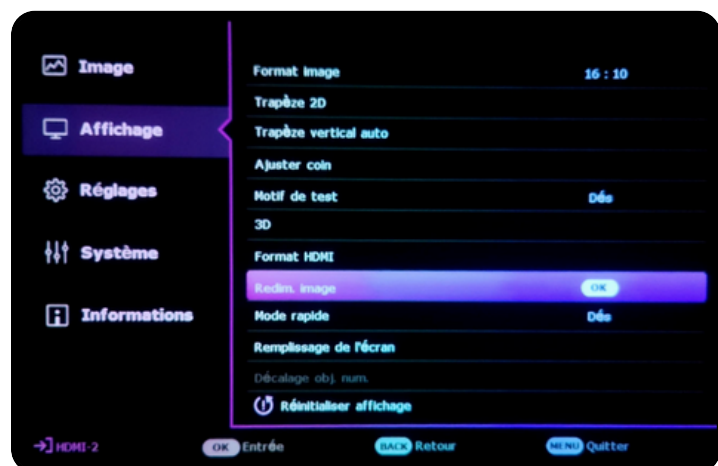 Image
Affichage
Réglages
Système
Informations
Format image 16 : 10
Trapèze 2D
Trapèze vertical auto
Ajuster coin
Motif de test Dés
3D
Format HDMI
Redim. image OK
Mode rapide Dés
Remplissage de l'écran
Décalage obj. num.
Réinitialiser affichage
HDMI-2 OK Entrée BACK Retour MENU Quitter